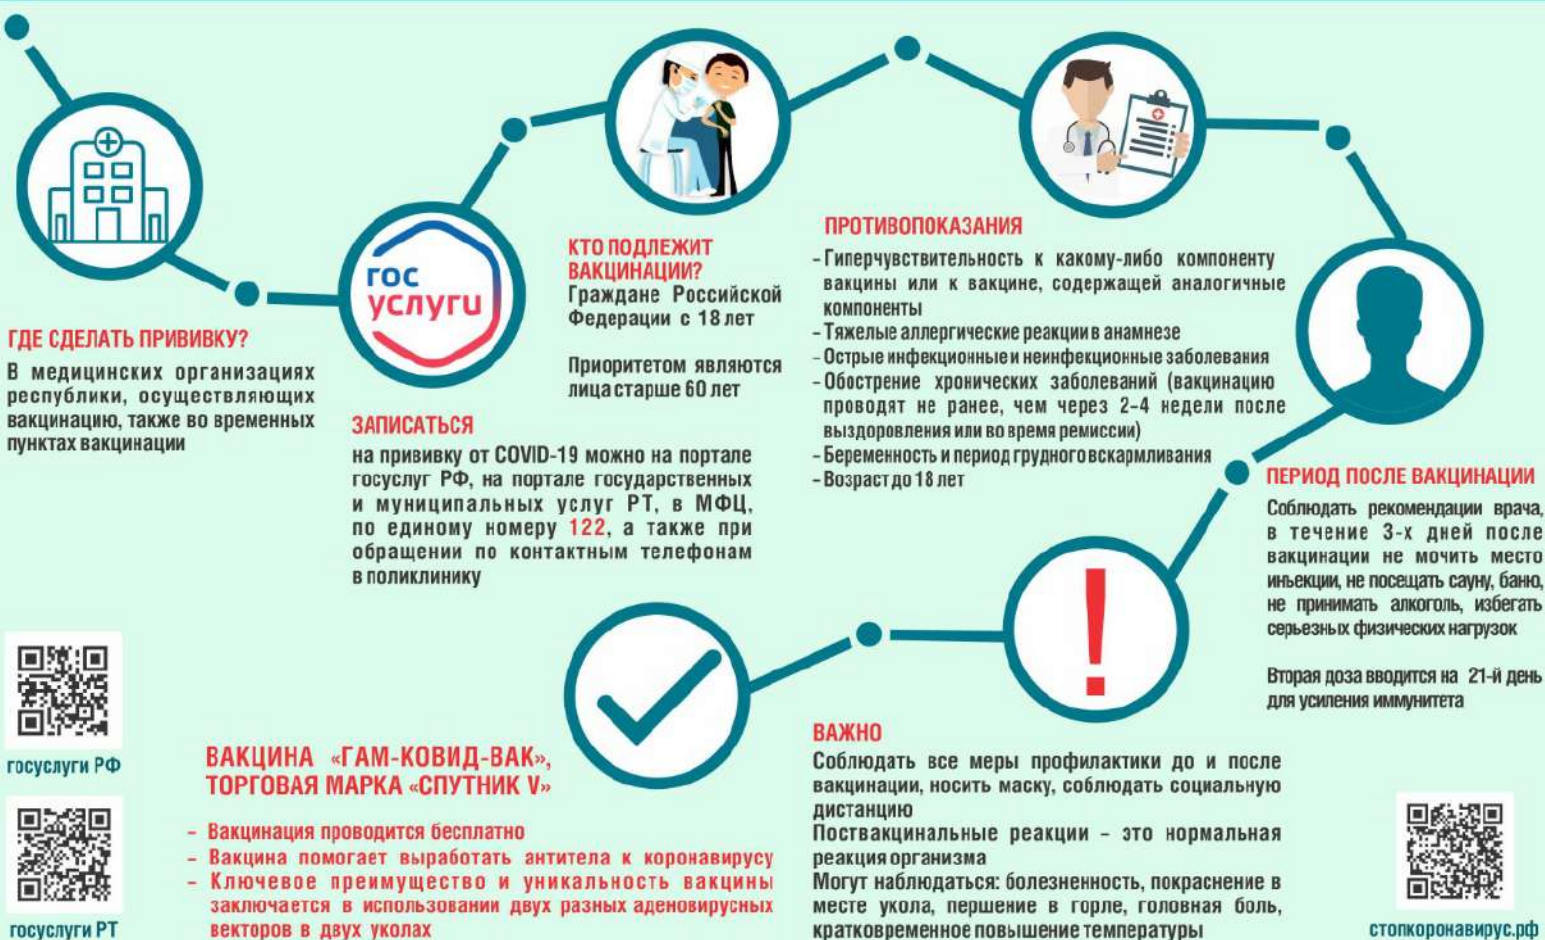 ГДЕ СДЕЛАТЬ ПРИВИВКУ?
В медицинских организациях
республики, осуществляющих
вакцинацию, также во временных
пунктах вакцинации
гос
услуги
ЗАПИСАТЬСЯ
на прививку от COVID-19 можно на портале
госуслуг РФ, на портале государственных
и муниципальных услуг РТ, в МФЦ,
по единому номеру 122, а также при
обращении по контактным телефонам
в поликлинику
КТО ПОДЛЕЖИТ
ВАКЦИНАЦИИ?
Граждане Российской
Федерации с 18 лет
Приоритетом являются
лица старше 60 лет
ПРОТИВОПОКАЗАНИЯ
- Гиперчувствительность к какому-либо компоненту
вакцины или к вакцине, содержащей аналогичные
компоненты
- Тяжелые аллергические реакции в анамнезе
- Острые инфекционные и неинфекционные заболевания
- Обострение хронических заболеваний (вакцинацию
проводят не ранее, чем через 2-4 недели после
выздоровления или во время ремиссии)
- Беременность и период грудного вскармливания
- Возраст до 18 лет
ПЕРИОД ПОСЛЕ ВАКЦИНАЦИИ
Соблюдать рекомендации врача,
в течение 3-х дней после
вакцинации не мочить место
инъекции, не посещать сауну, баню,
не принимать алкоголь, избегать
серьезных физических нагрузок
Вторая доза вводится на 21-й день
для усиления иммунитета
!
ВАЖНО
Соблюдать все меры профилактики до и после
вакцинации, носить маску, соблюдать социальную
дистанцию
Поствакцинальные реакции - это нормальная
реакция организма
Могут наблюдаться: болезненность, покраснение в
месте укола, першение в горле, головная боль,
кратковременное повышение температуры
ВАКЦИНА «ГАМ-КОВИД-ВАК»,
ТОРГОВАЯ МАРКА «СПУТНИК V»
- Вакцинация проводится бесплатно
- Вакцина помогает выработать антитела к коронавирусу
- Ключевое преимущество и уникальность вакцины
заключается в использовании двух разных аденовирусных
векторов в двух уколах
госуслуги РФ
госуслуги РТ
стопкоронавирус.рф